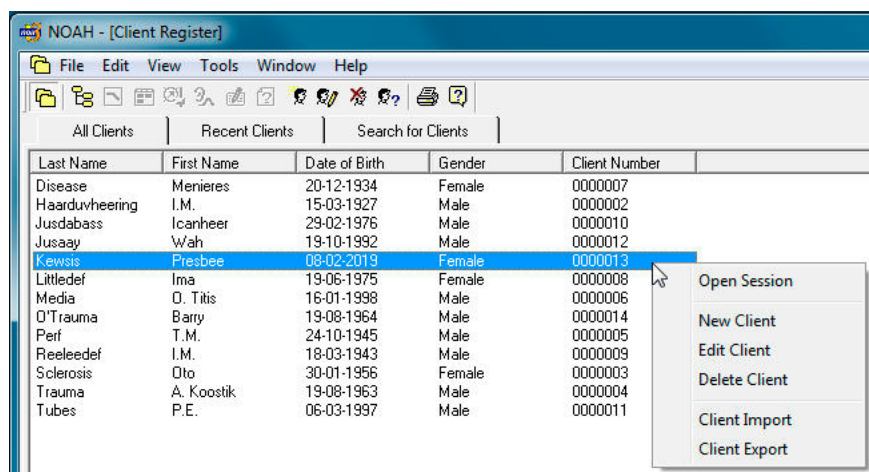 NOAH - [Client Register]
File Edit View Tools Window Help
All Clients Recent Clients Search for Clients
Last Name First Name Date of Birth Gender Client Number
Disease Menieres 20-12-1934 Female 0000007
Haarduvheering I.M. 15-03-1927 Male 0000002
Jusdabass Icanheer 29-02-1976 Male 0000010
Jusaay Wah 19-10-1992 Male 0000012
Kewsis Presbee 08-02-2019 Female 0000013
Littledef Ima 19-06-1975 Female 0000008
Media O. Titis 16-01-1998 Male 0000006
O'Trauma Barry 19-08-1964 Male 0000014
Perf T.M. 24-10-1945 Male 0000005
Reeleedef I.M. 18-03-1943 Male 0000009
Sclerosis Oto 30-01-1956 Female 0000003
Trauma A. Koostik 19-08-1963 Male 0000004
Tubes P.E. 06-03-1997 Male 0000011
Open Session
New Client
Edit Client
Delete Client
Client Import
Client Export